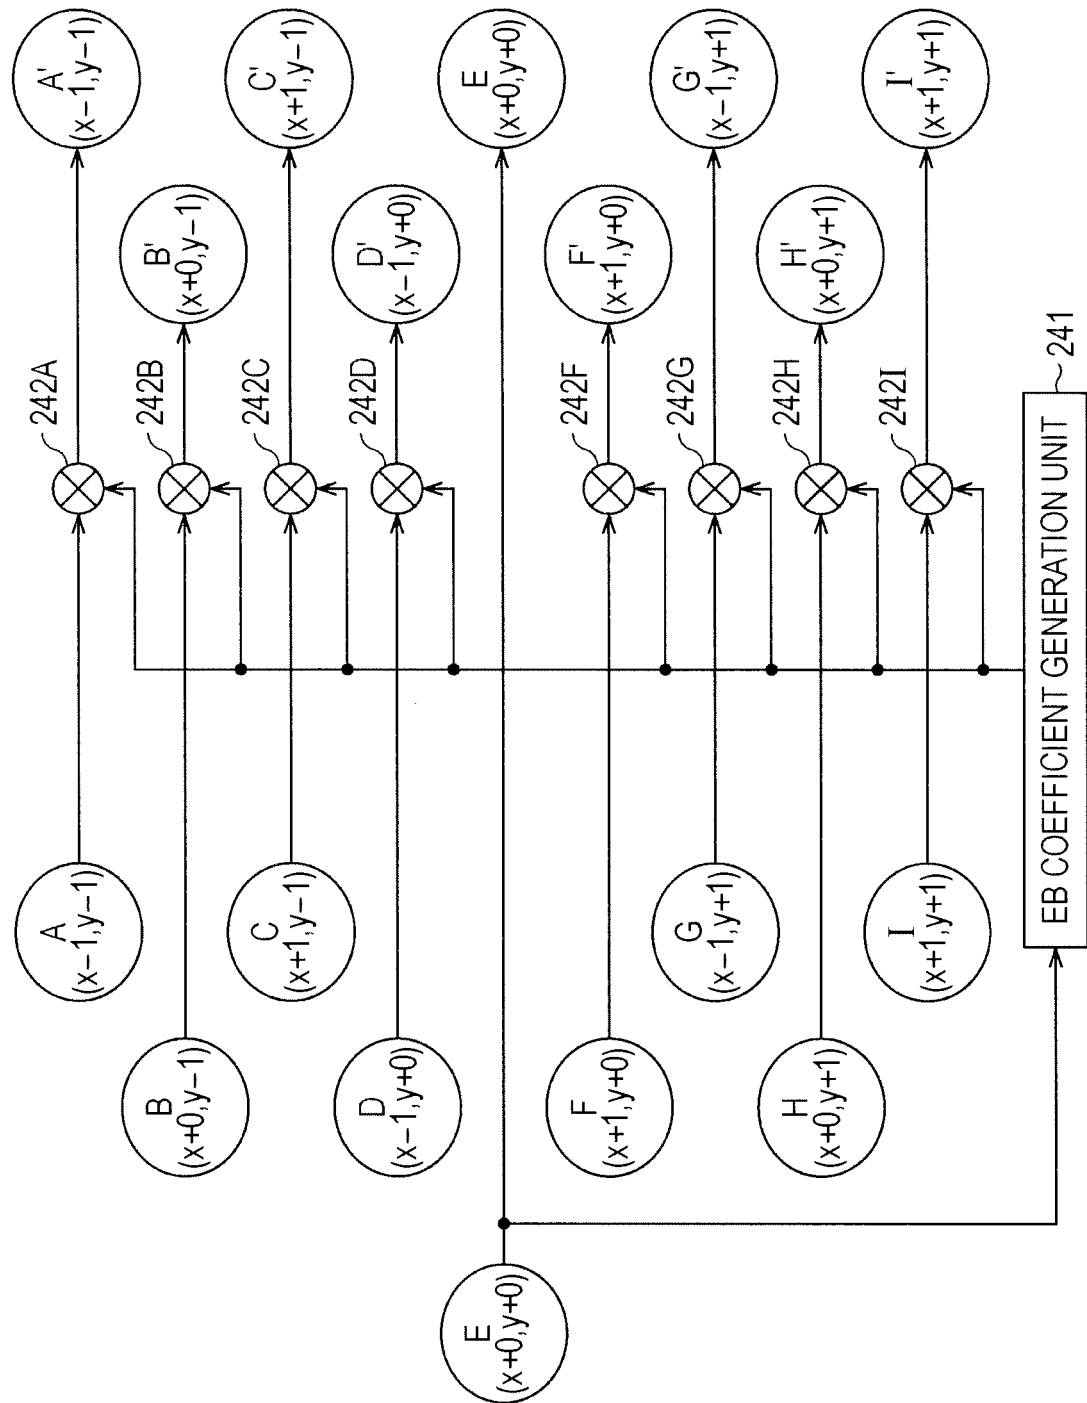 A'
(x−1,y−1)
C'
(x+1,y−1)
E
(x+0,y+0)
G'
(x−1,y+1)
I'
(x+1,y+1)
B'
(x+0,y−1)
D'
(x−1,y+0)
F'
(x+1,y+0)
H'
(x+0,y+1)
242A
242B
242C
242D
242F
242G
242H
242I
241
EB COEFFICIENT GENERATION UNIT
A
(x−1,y−1)
C
(x+1,y−1)
G
(x−1,y+1)
I
(x+1,y+1)
B
(x+0,y−1)
D
(x−1,y+0)
F
(x+1,y+0)
H
(x+0,y+1)
E
(x+0,y+0)